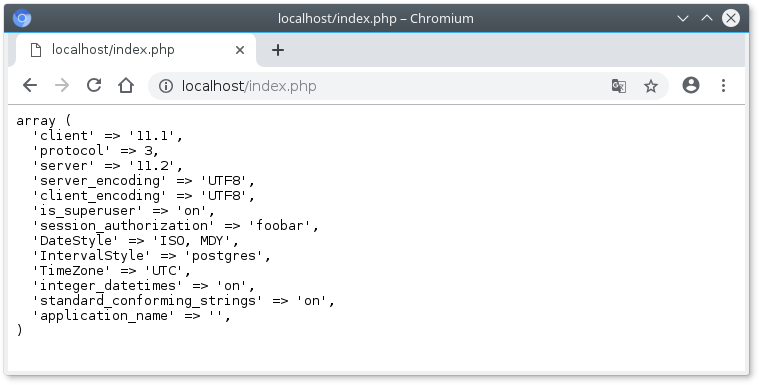 localhost/index.php – Chromium
localhost/index.php
localhost/index.php
array (
  'client' => '11.1',
  'protocol' => 3,
  'server' => '11.2',
  'server_encoding' => 'UTF8',
  'client_encoding' => 'UTF8',
  'is_superuser' => 'on',
  'session_authorization' => 'foobar',
  'DateStyle' => 'ISO, MDY',
  'IntervalStyle' => 'postgres',
  'TimeZone' => 'UTC',
  'integer_datetimes' => 'on',
  'standard_conforming_strings' => 'on',
  'application_name' => '',
)